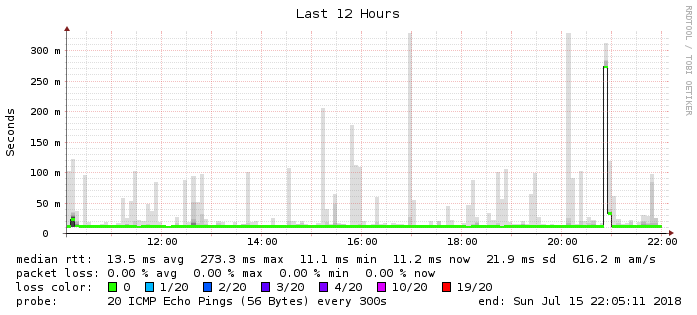 Last 12 Hours
RRDTOOL / TOBI OETIKER
Seconds
300 m
250 m
200 m
150 m
100 m
50 m
0
12:00 14:00 16:00 18:00 20:00 22:00
median rtt: 13.5 ms avg 273.3 ms max 11.1 ms min 11.2 ms now 21.9 ms sd 616.2 m am/s
packet loss: 0.00 % avg 0.00 % max 0.00 % min 0.00 % now
loss color: 0 1/20 2/20 3/20 4/20 10/20 19/20
probe: 20 ICMP Echo Pings (56 Bytes) every 300s end: Sun Jul 15 22:05:11 2018